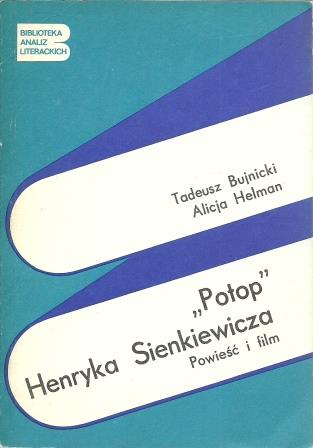 BIBLIOTEKA
ANALIZ
LITERACKICH
Tadeusz Bujnicki
Alicja Helman
„Potop”
Henryka Sienkiewicza
Powieść i film